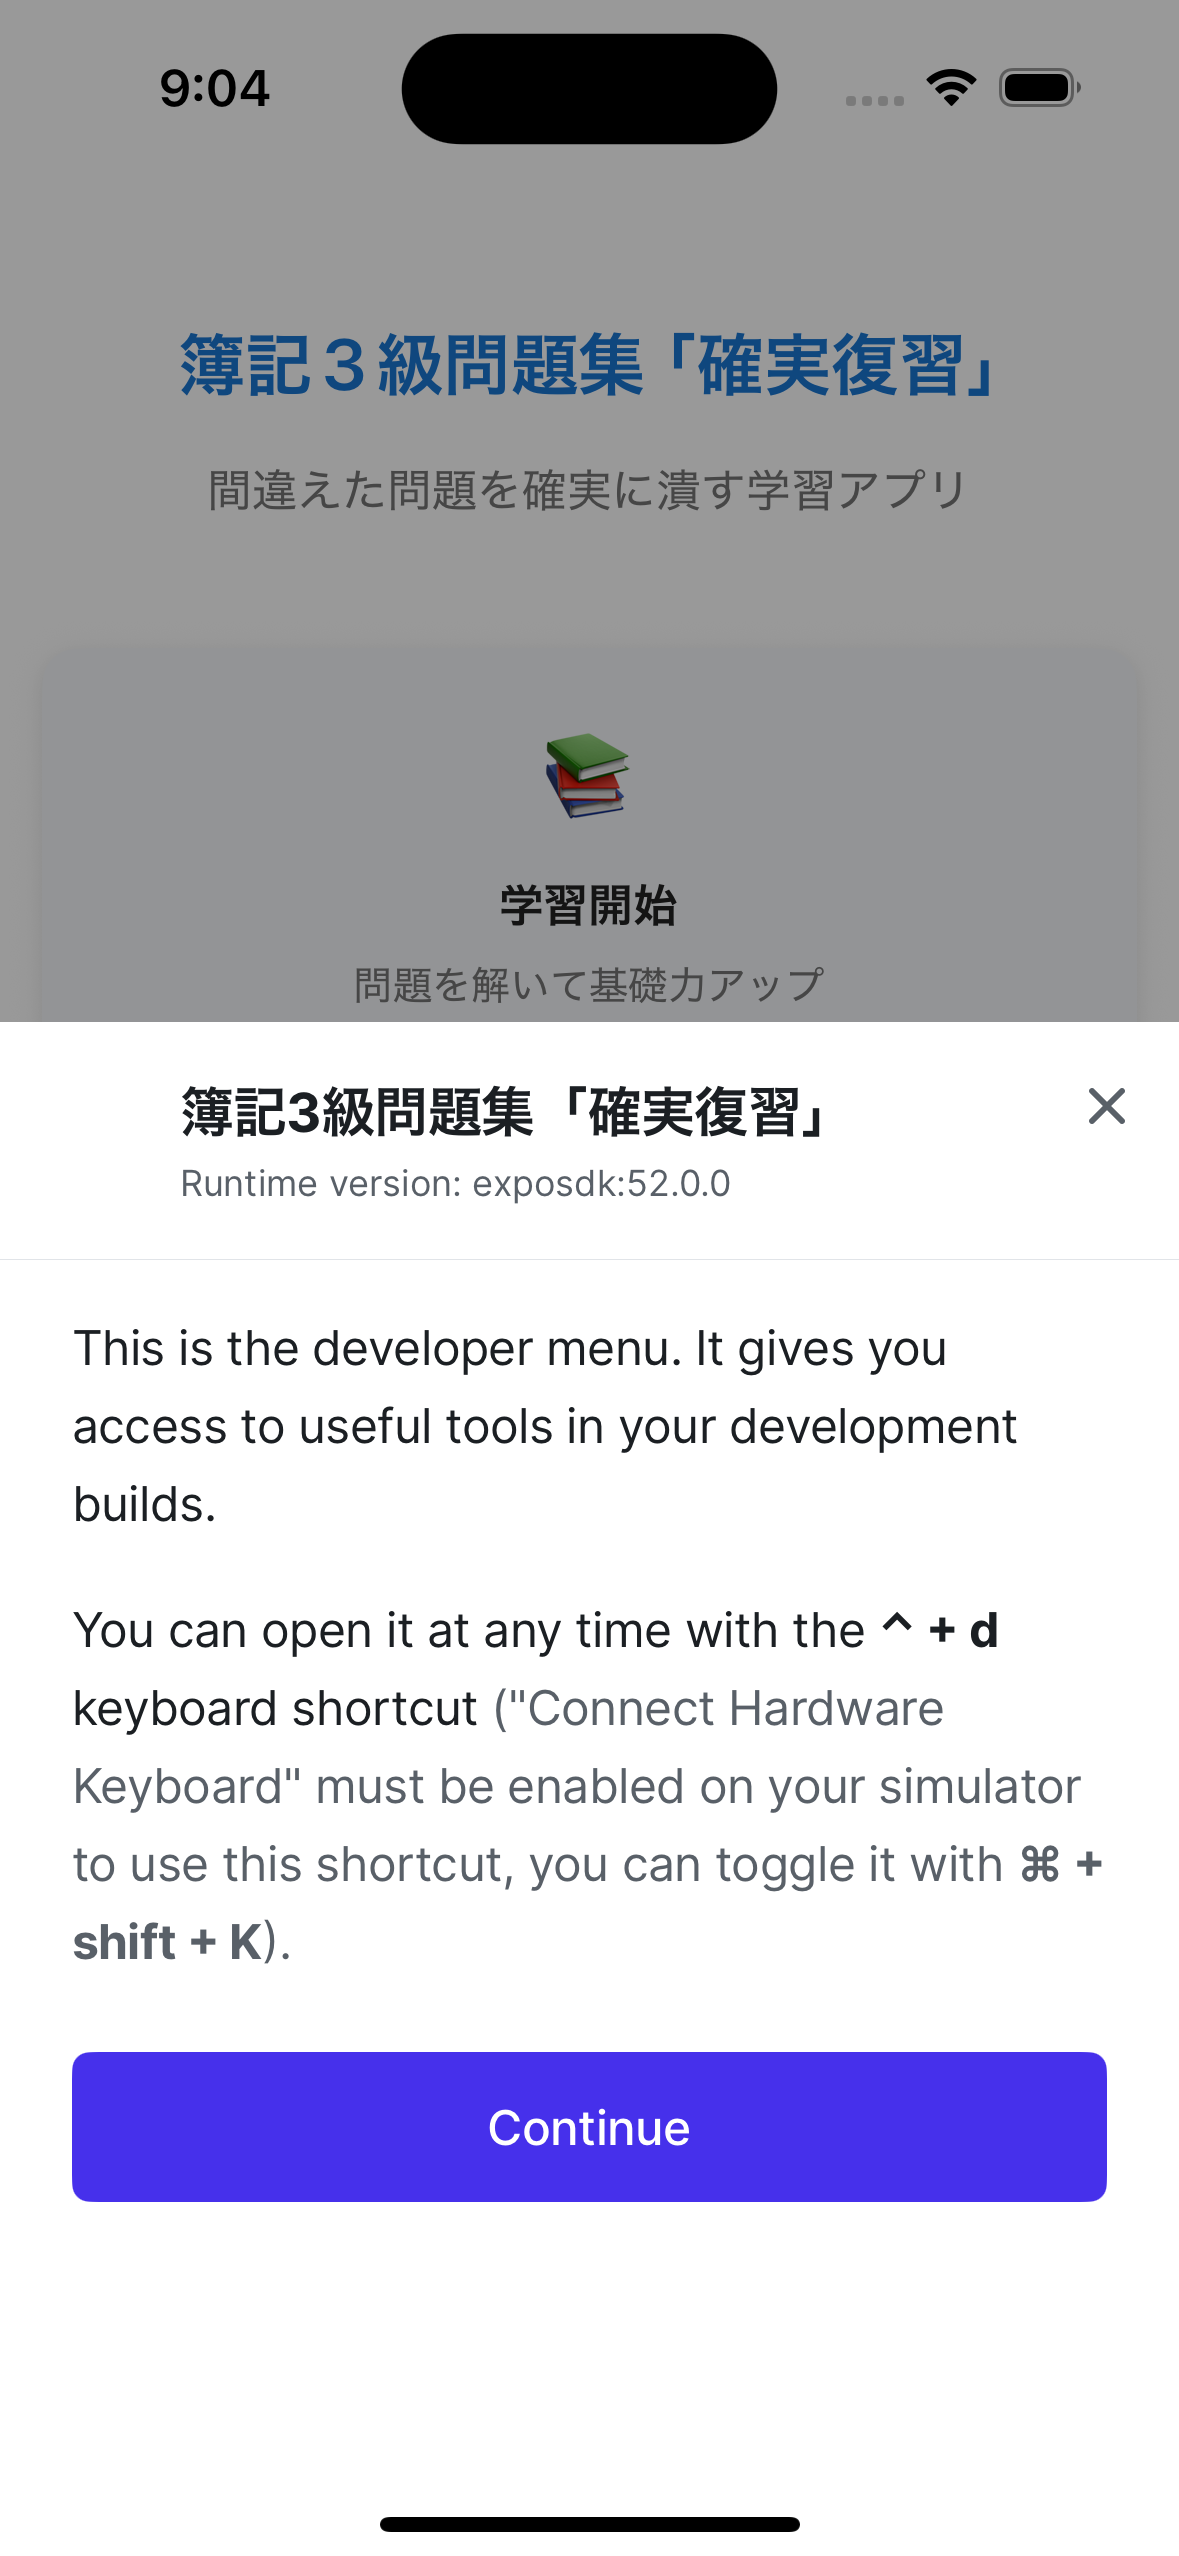 9:04
簿記３級問題集「確実復習」
間違えた問題を確実に潰す学習アプリ
学習開始
問題を解いて基礎力アップ
簿記3級問題集「確実復習」
Runtime version: exposdk:52.0.0
This is the developer menu. It gives you
access to useful tools in your development
builds.
You can open it at any time with the ⌃ + d
keyboard shortcut ("Connect Hardware
Keyboard" must be enabled on your simulator
to use this shortcut, you can toggle it with ⌘ +
shift + K).
Continue